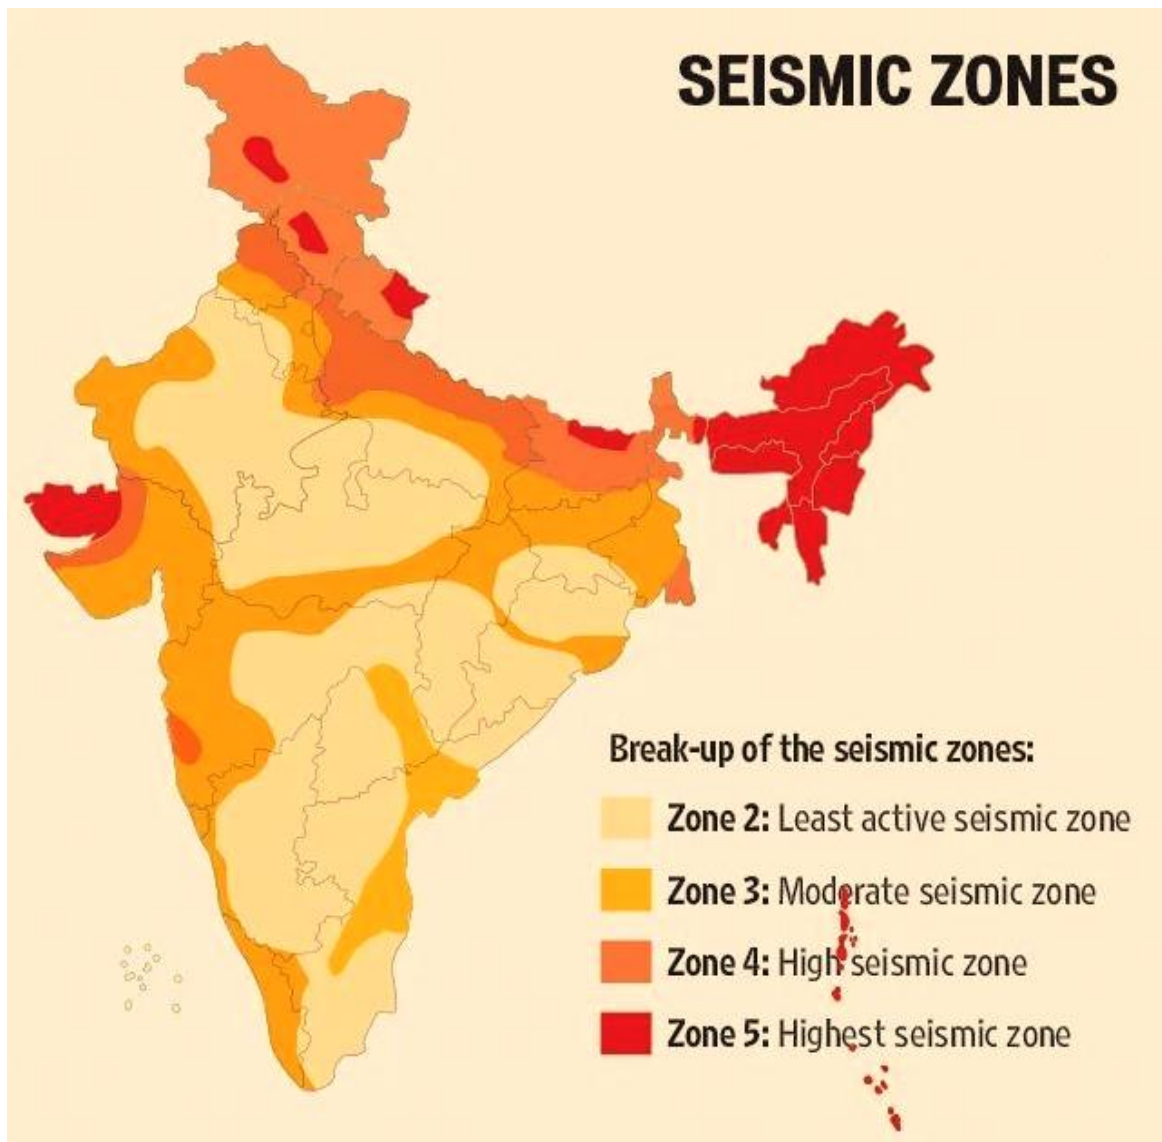 SEISMIC ZONES
Break-up of the seismic zones:
Zone 2: Least active seismic zone
Zone 3: Moderate seismic zone
Zone 4: High seismic zone
Zone 5: Highest seismic zone